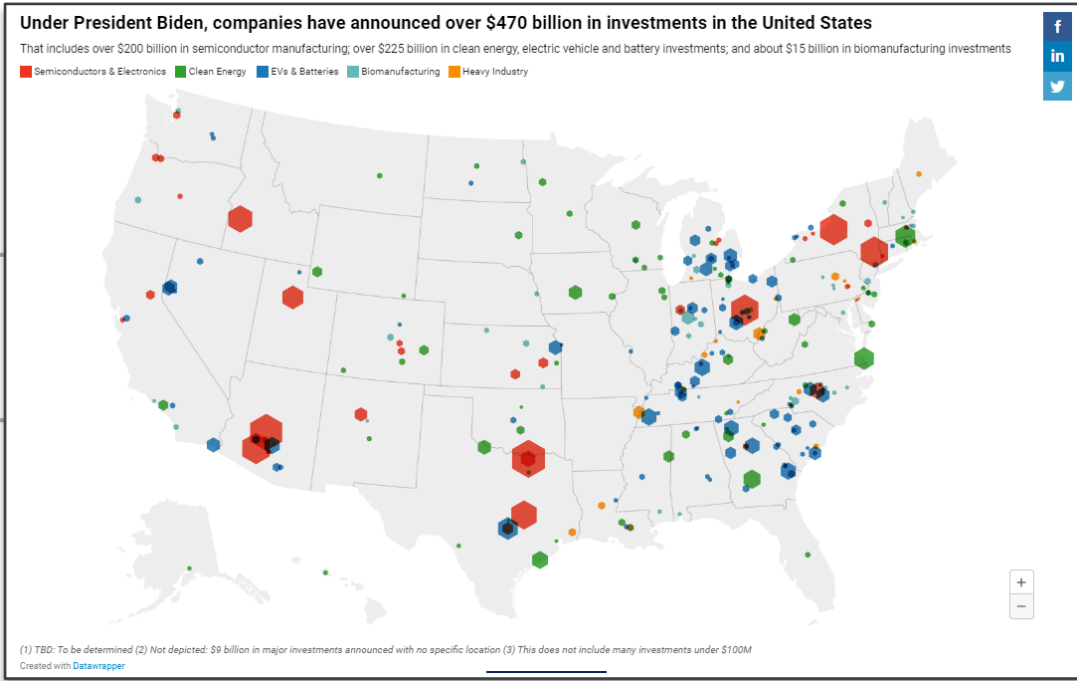 Under President Biden, companies have announced over $470 billion in investments in the United States
That includes over $200 billion in semiconductor manufacturing; over $225 billion in clean energy, electric vehicle and battery investments; and about $15 billion in biomanufacturing investments
Semiconductors & Electronics Clean Energy EVs & Batteries Biomanufacturing Heavy Industry
f
in
+
−
(1) TBD: To be determined (2) Not depicted: $9 billion in major investments announced with no specific location (3) This does not include many investments under $100M
Created with Datawrapper